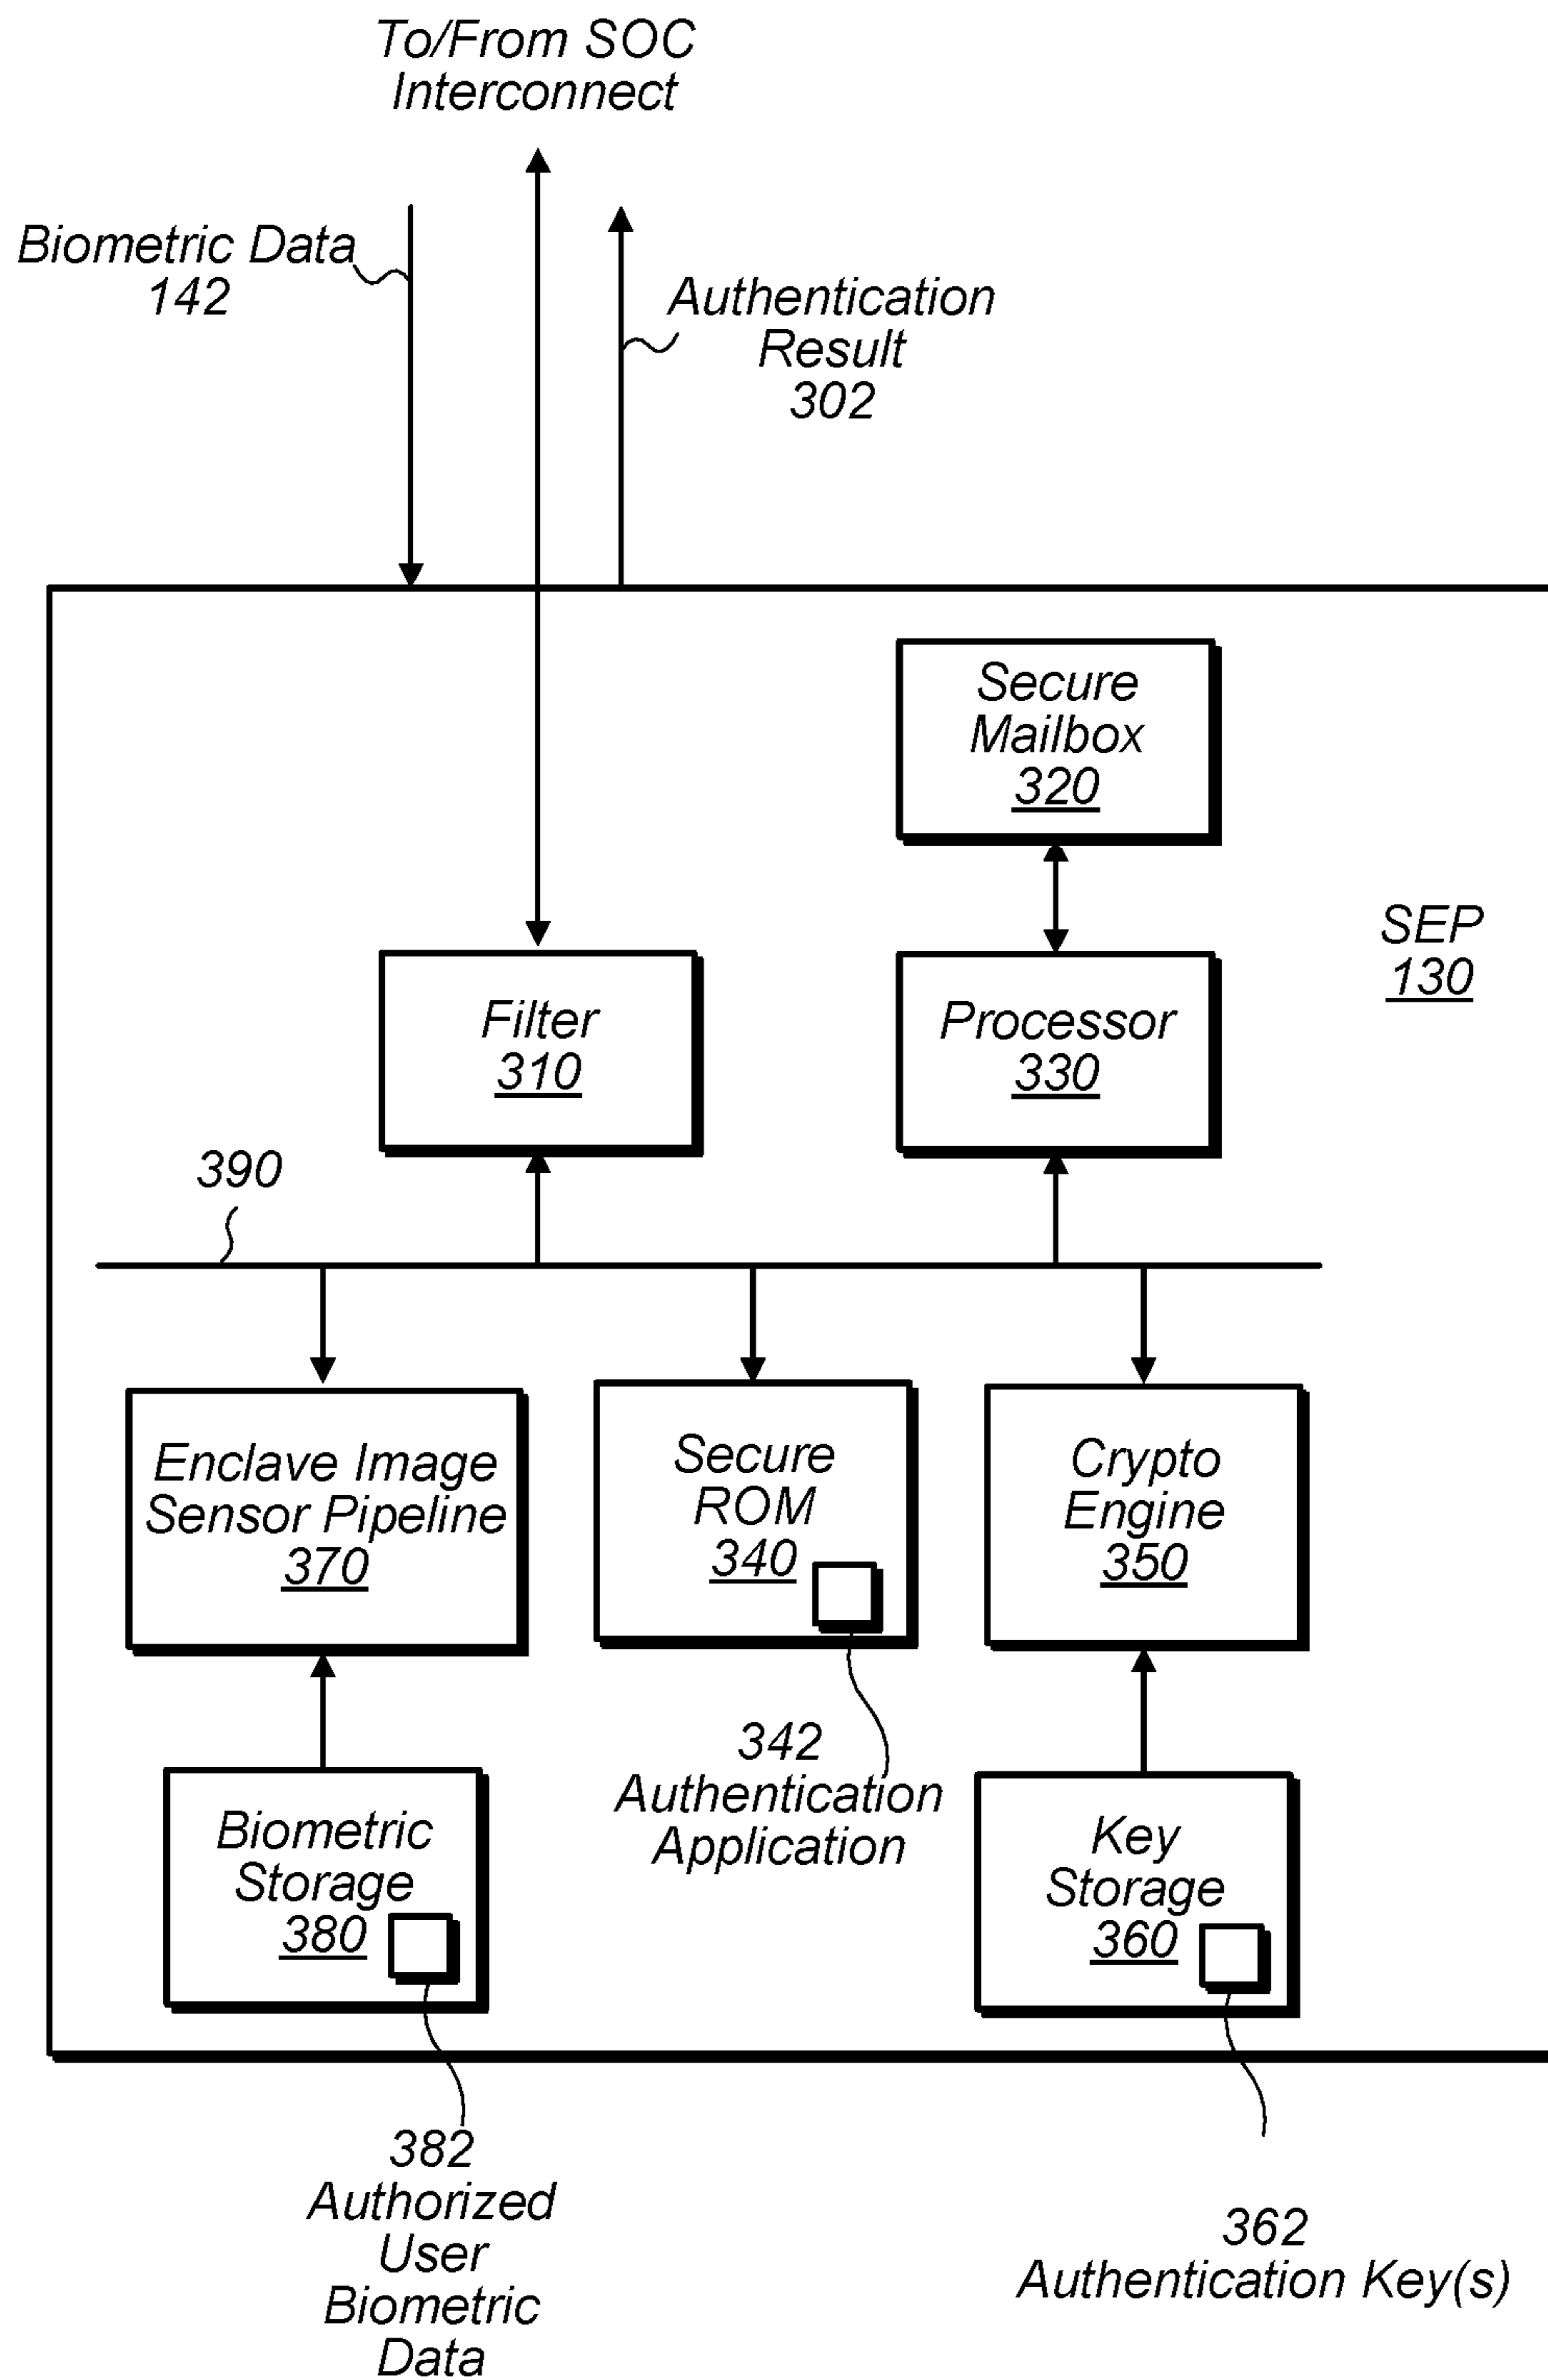 To/From SOC
Interconnect
Biometric Data
142
Authentication
Result
302
Secure
Mailbox
320
SEP
130
Filter
310
Processor
330
390
Enclave Image
Sensor Pipeline
370
Secure
ROM
340
Crypto
Engine
350
342
Authentication
Application
Biometric
Storage
380
Key
Storage
360
382
Authorized
User
Biometric
Data
362
Authentication Key(s)